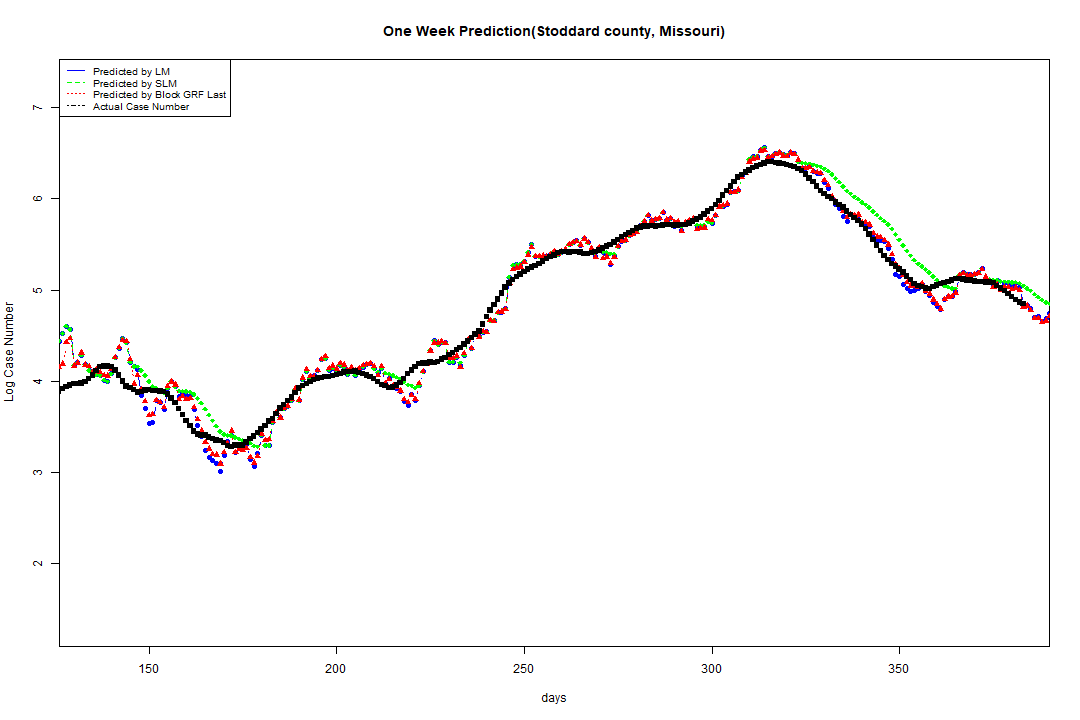 One Week Prediction(Stoddard county, Missouri)
Predicted by LM
Predicted by SLM
Predicted by Block GRF Last
Actual Case Number
7
6
5
4
3
2
Log Case Number
150 200 250 300 350
days